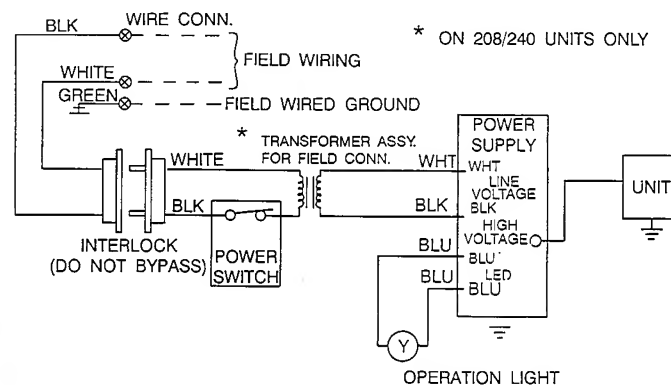 BLK
WIRE CONN.
* ON 208/240 UNITS ONLY
FIELD WIRING
WHITE
GREEN
FIELD WIRED GROUND
* TRANSFORMER ASSY.
FOR FIELD CONN.
POWER
SUPPLY
WHITE
WHT
WHT
LINE
VOLTAGE
UNIT
BLK
BLK
BLK
HIGH
VOLTAGE
INTERLOCK
(DO NOT BYPASS)
POWER
SWITCH
BLU
BLU
LED
BLU
BLU
Y
OPERATION LIGHT